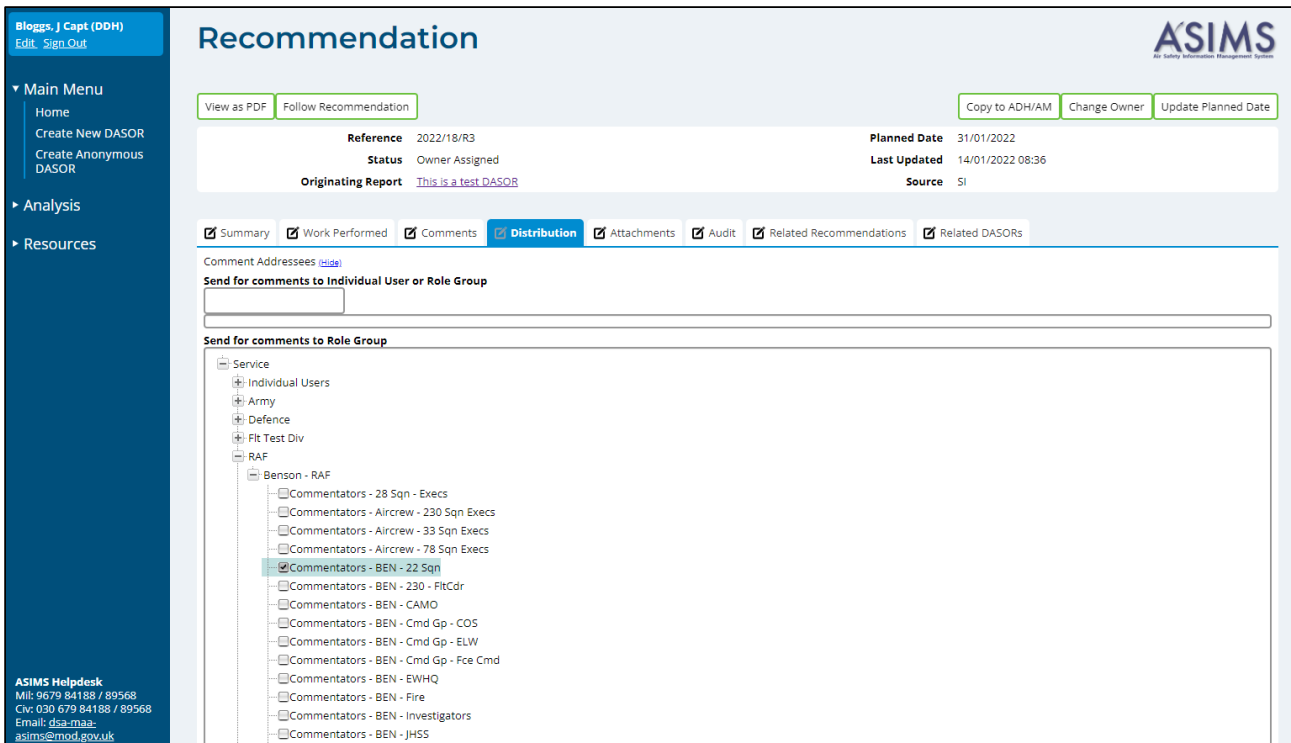 Bloggs, J Capt (DDH)
Edit Sign Out
Main Menu
Home
Create New DASOR
Create Anonymous
DASOR
Analysis
Resources
ASIMS Helpdesk
Mil: 9679 84188 / 89568
Civ: 030 679 84188 / 89568
Email: dsa-maa-
asims@mod.gov.uk
Recommendation
ASIMS
Air Safety Information Management System
View as PDF Follow Recommendation Copy to ADH/AM Change Owner Update Planned Date
Reference 2022/18/R3 Planned Date 31/01/2022
Status Owner Assigned Last Updated 14/01/2022 08:36
Originating Report This is a test DASOR Source SI
Summary Work Performed Comments Distribution Attachments Audit Related Recommendations Related DASORs
Comment Addressees (Hide)
Send for comments to Individual User or Role Group
Send for comments to Role Group
Service
Individual Users
Army
Defence
Flt Test Div
RAF
Benson - RAF
Commentators - 28 Sqn - Execs
Commentators - Aircrew - 230 Sqn Execs
Commentators - Aircrew - 33 Sqn Execs
Commentators - Aircrew - 78 Sqn Execs
Commentators - BEN - 22 Sqn
Commentators - BEN - 230 - FltCdr
Commentators - BEN - CAMO
Commentators - BEN - Cmd Gp - COS
Commentators - BEN - Cmd Gp - ELW
Commentators - BEN - Cmd Gp - Fce Cmd
Commentators - BEN - EWHQ
Commentators - BEN - Fire
Commentators - BEN - Investigators
Commentators - BEN - JHSS